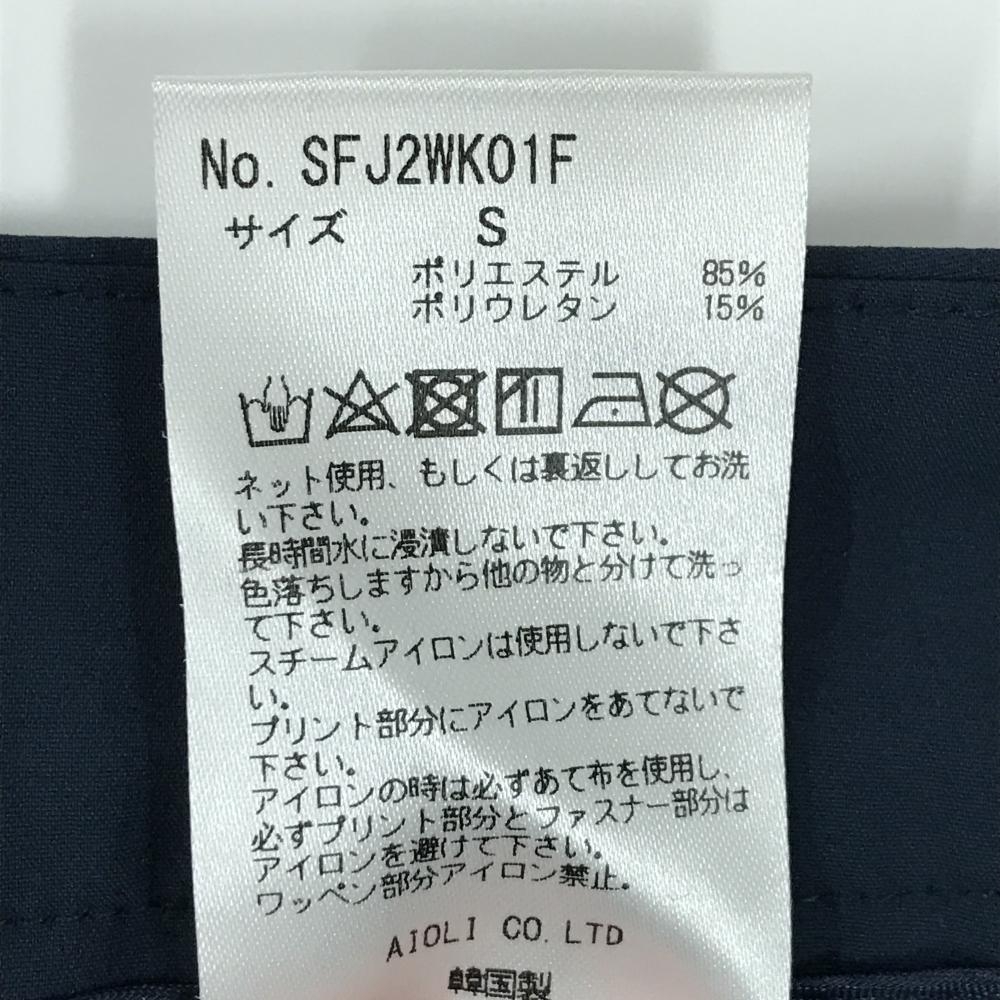 No. SFJ2WK01F
サイズ S
ポリエステル 85%
ポリウレタン 15%
ネット使用、もしくは裏返ししてお洗
い下さい。
長時間水に浸漬しないで下さい。
色落ちしますから他の物と分けて洗っ
て下さい。
スチームアイロンは使用しないで下さ
い。
プリント部分にアイロンをあてないで
下さい。
アイロンの時は必ずあて布を使用し、
必ずプリント部分とファスナー部分は
アイロンを避けて下さい。
ワッペン部分アイロン禁止。
AIOLI CO.LTD
韓国製